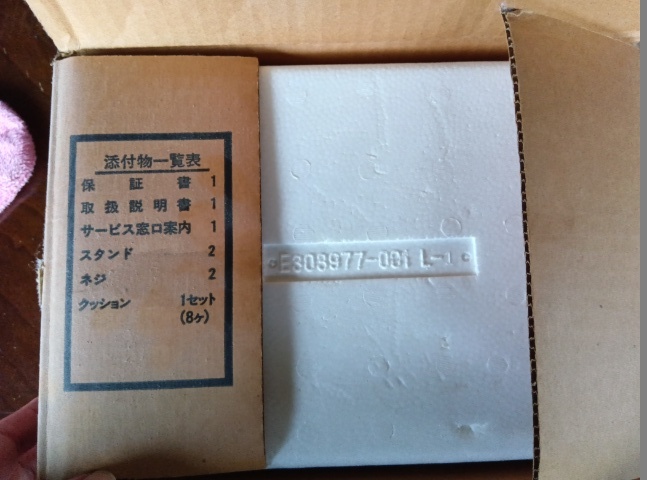 添付物一覧表
保証書 1
取扱説明書 1
サービス窓口案内 1
スタンド 2
ネジ 2
クッション 1セット
(8ヶ)
E308977-001 L-1